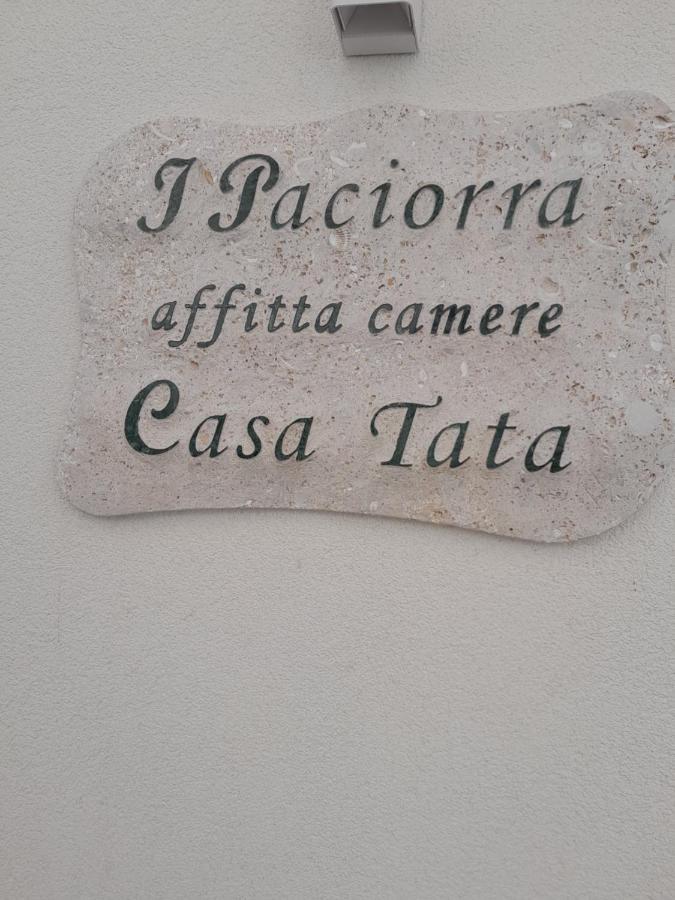 I Paciorra
affitta camere
Casa Tata